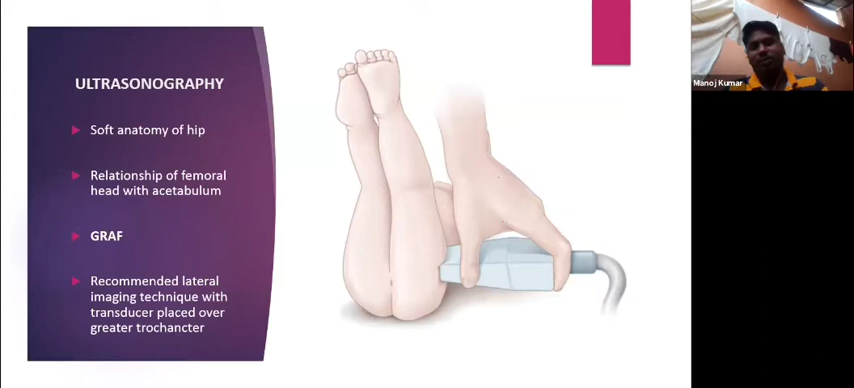 ULTRASONOGRAPHY
Soft anatomy of hip
Relationship of femoral
head with acetabulum
GRAF
Recommended lateral
imaging technique with
transducer placed over
greater trochancter
Manoj Kumar